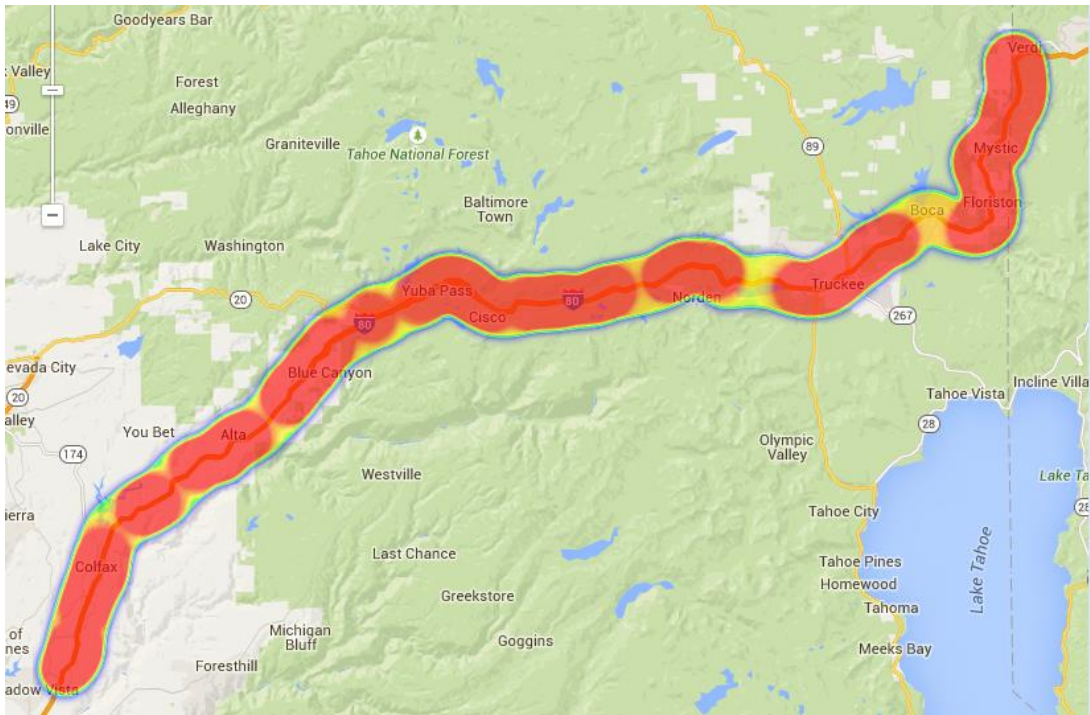 Goodyears Bar
Verdi
Valley
Forest
49
Alleghany
onville
Graniteville
89
Mystic
Tahoe National Forest
Baltimore
Town
Floriston
Boca
Lake City
Washington
Yuba Pass
Truckee
20
Norden
80
Cisco
80
267
evada City
Blue Canyon
Incline Villa
20
Tahoe Vista
alley
You Bet
Alta
28
174
Olympic
Valley
Westville
Lake Ta
ierra
Tahoe City
28
Last Chance
Colfax
Tahoe Pines
Homewood
Lake Tahoe
Greekstore
Tahoma
of
nes
Michigan
Bluff
Goggins
Meeks Bay
Foresthill
adow Vista